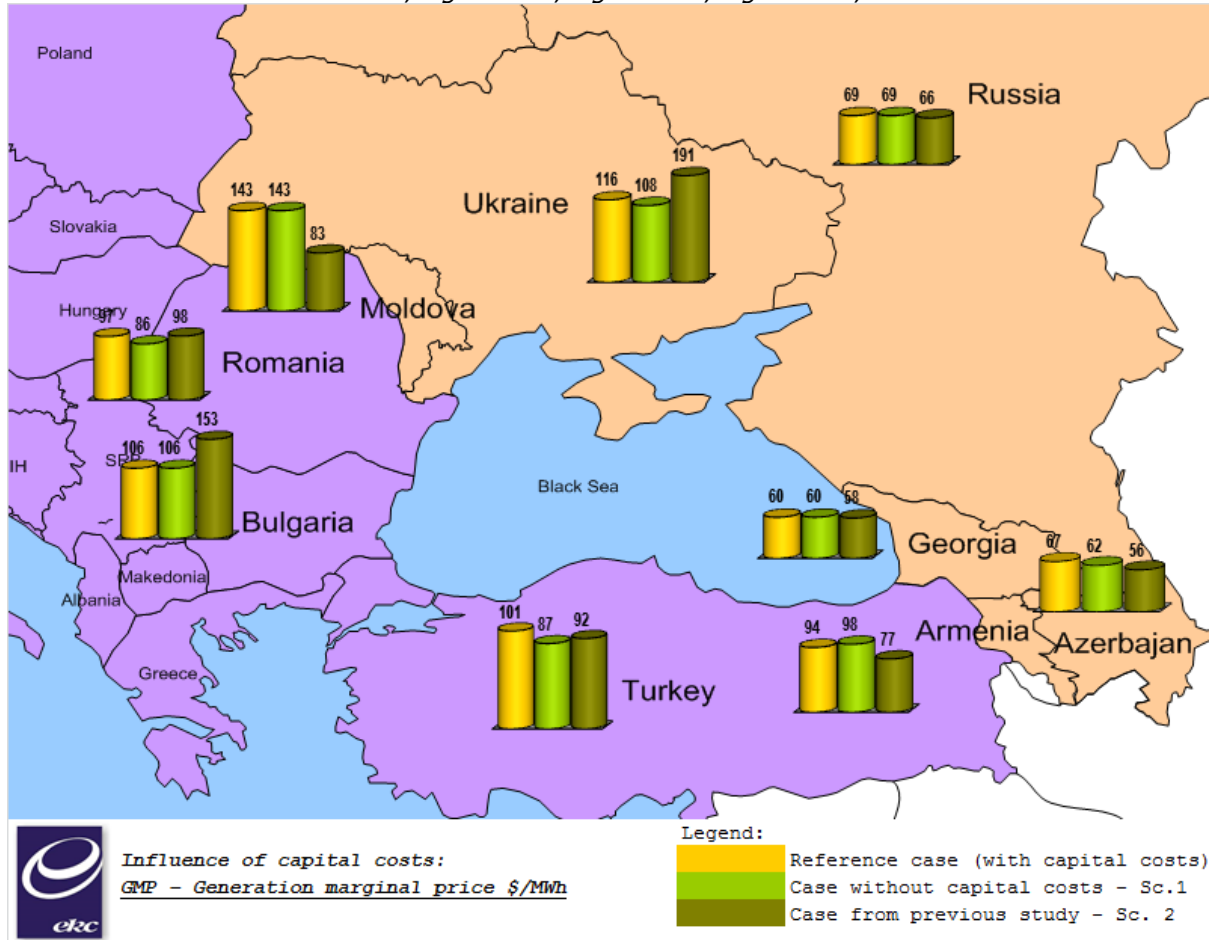 Poland
Russia
69 69 66
Ukraine
116 108 191
143 143 83
Slovakia
Moldova
Hungary
97 86 98
Romania
106 106 153
IH
Bulgaria
Black Sea
60 60 58
Georgia
67 62 56
Makedonia
Albania
Armenia
Azerbajan
101 87 92
94 98 77
Greece
Turkey
Legend:
Influence of capital costs:
GMP - Generation marginal price $/MWh
Reference case (with capital costs)
Case without capital costs - Sc.1
Case from previous study - Sc. 2
ekc